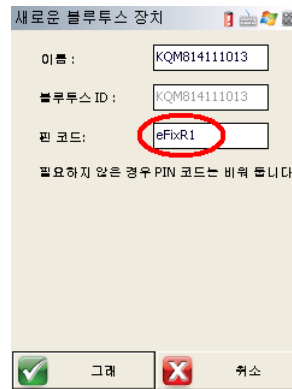 새로운 블루투스 장치
이름 : KQM814111013
블루투스 ID : KQM814111013
핀 코드: eFixR1
필요하지 않은 경우 PIN 코드는 비워 둡니다
그래 취소